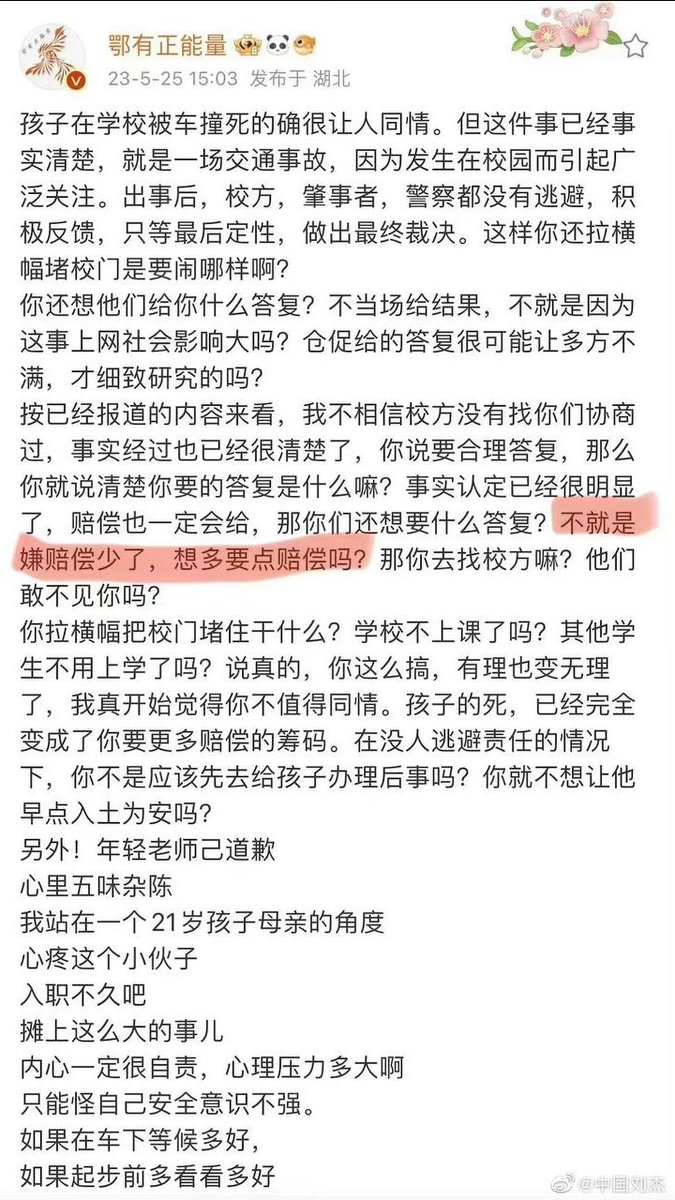 鄂有正能量
23-5-25 15:03 发布于 湖北
孩子在学校被车撞死的确很让人同情。但这件事已经事
实清楚，就是一场交通事故，因为发生在校园而引起广
泛关注。出事后，校方，肇事者，警察都没有逃避，积
极反馈，只等最后定性，做出最终裁决。这样你还拉横
幅堵校门是要闹哪样啊？
你还想他们给你什么答复？不当场给结果，不就是因为
这事上网社会影响大吗？仓促给的答复很可能让多方不
满，才细致研究的吗？
按已经报道的内容来看，我不相信校方没有找你们协商
过，事实经过也已经很清楚了，你说要合理答复，那么
你就说清楚你要的答复是什么嘛？事实认定已经很明显
了，赔偿也一定会给，那你们还想要什么答复？不就是
嫌赔偿少了，想多要点赔偿吗？那你去找校方嘛？他们
敢不见你吗？
你拉横幅把校门堵住干什么？学校不上课了吗？其他学
生不用上学了吗？说真的，你这么搞，有理也变无理
了，我真开始觉得你不值得同情。孩子的死，已经完全
变成了你要更多赔偿的筹码。在没人逃避责任的情况
下，你不是应该先去给孩子办理后事吗？你就不想让他
早点入土为安吗？
另外！年轻老师己道歉
心里五味杂陈
我站在一个21岁孩子母亲的角度
心疼这个小伙子
入职不久吧
摊上这么大的事儿
内心一定很自责，心理压力多大啊
只能怪自己安全意识不强。
如果在车下等候多好，
如果起步前多看看多好
@中国刘杰